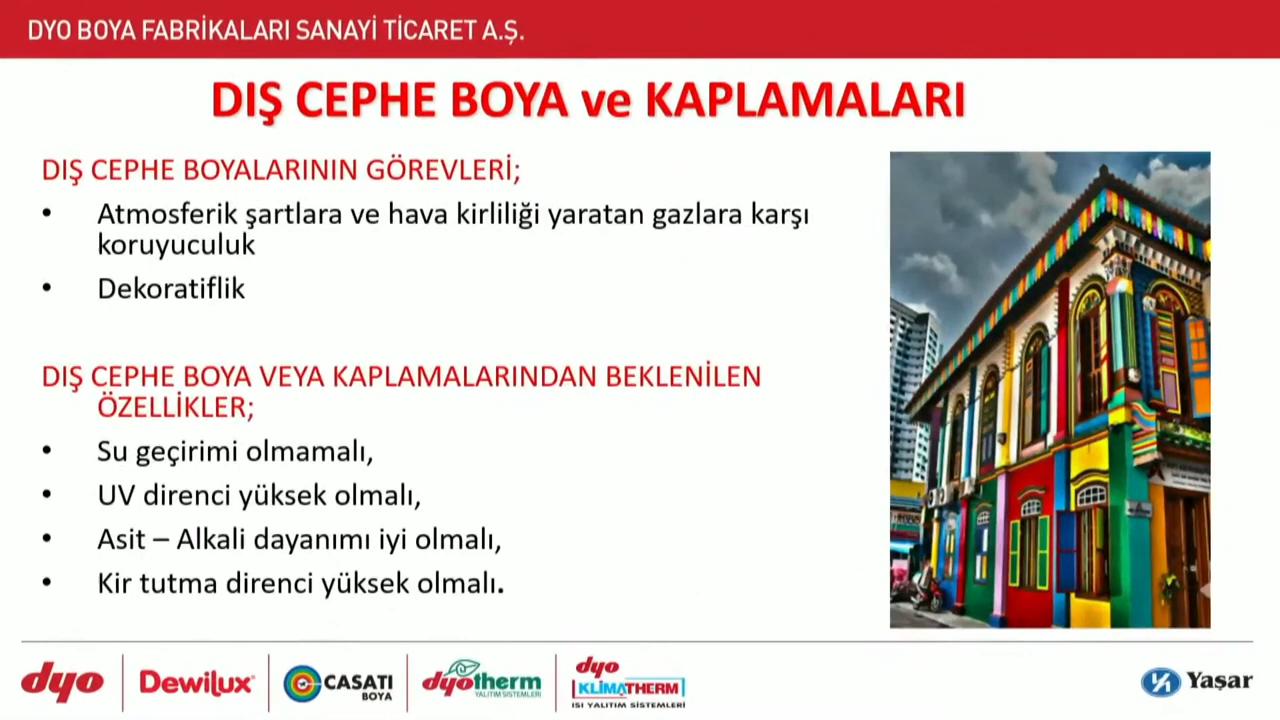 DYO BOYA FABRİKALARI SANAYİ TİCARET A.Ş.
DIŞ CEPHE BOYA ve KAPLAMALARI
DIŞ CEPHE BOYALARININ GÖREVLERİ;
• Atmosferik şartlara ve hava kirliliği yaratan gazlara karşı
koruyuculuk
• Dekoratiflik
DIŞ CEPHE BOYA VEYA KAPLAMALARINDAN BEKLENİLEN
ÖZELLİKLER;
• Su geçirimi olmamalı,
• UV direnci yüksek olmalı,
• Asit – Alkali dayanımı iyi olmalı,
• Kir tutma direnci yüksek olmalı.
dyo
Dewilux
CASATI
BOYA
dyotherm
YALITIM SİSTEMLERİ
dyo
KLİMATHERM
ISI YALITIM SİSTEMLERİ
Yaşar